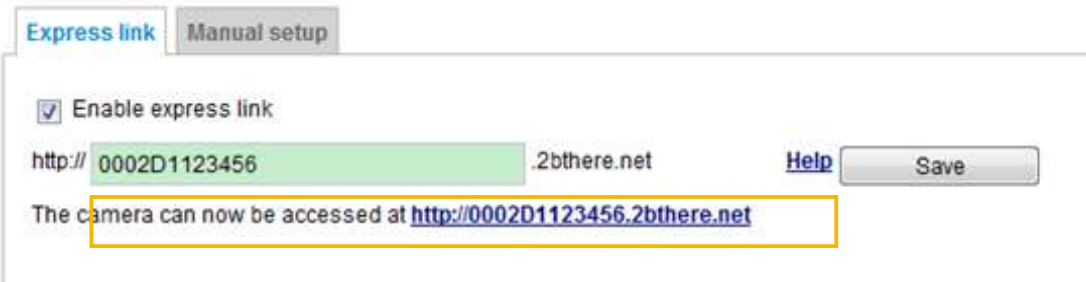 Express link Manual setup
Enable express link
http:// 0002D1123456 .2bthere.net Help Save
The camera can now be accessed at http://0002D1123456.2bthere.net